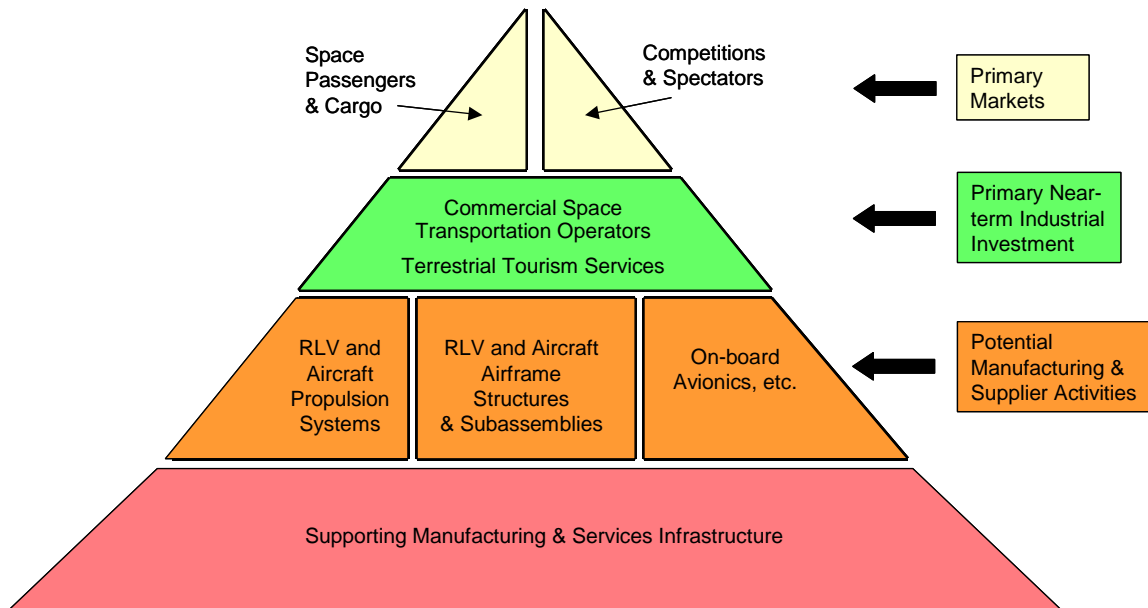 Space
Passengers
& Cargo
Competitions
& Spectators
Primary
Markets
Commercial Space
Transportation Operators
Terrestrial Tourism Services
Primary Near-
term Industrial
Investment
RLV and
Aircraft
Propulsion
Systems
RLV and Aircraft
Airframe
Structures
& Subassemblies
On-board
Avionics, etc.
Potential
Manufacturing &
Supplier Activities
Supporting Manufacturing & Services Infrastructure